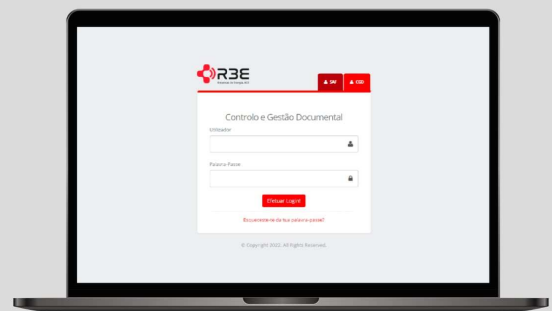 R3E
SAF CGD
Controlo e Gestão Documental
Utilizador
Palavra-Passe
Efetuar Login!
Esqueceste-te da tua palavra-passe?
© Copyright 2022. All Rights Reserved.